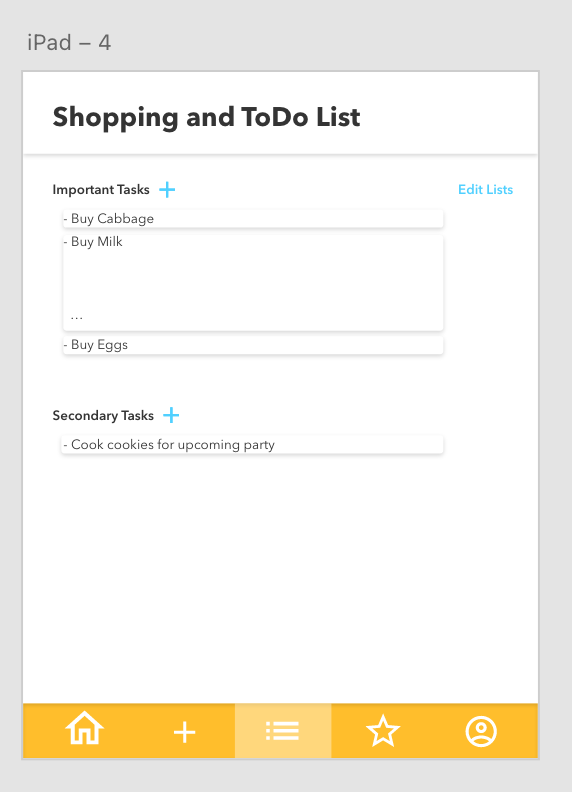 iPad – 4
Shopping and ToDo List
Important Tasks +
Edit Lists
- Buy Cabbage
- Buy Milk
...
- Buy Eggs
Secondary Tasks +
- Cook cookies for upcoming party